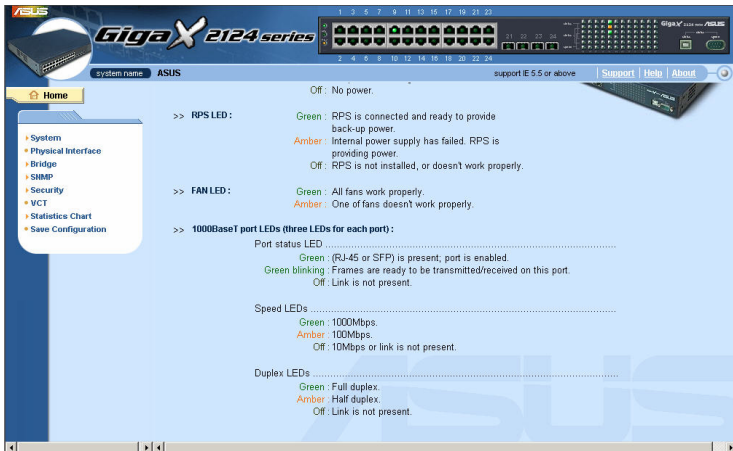 ASUS
GigaX 2124 series
1 3 5 7 9 11 13 15 17 19 21 23
2 4 6 8 10 12 14 16 18 20 22 24
21 22 23 24
GigaX 2124 series ASUS
system name ASUS
support IE 5.5 or above
Support | Help | About
Home
System
Physical Interface
Bridge
SNMP
Security
VCT
Statistics Chart
Save Configuration
Off : No power.
>> RPS LED : Green : RPS is connected and ready to provide
back-up power.
Amber : Internal power supply has failed. RPS is
providing power.
Off : RPS is not installed, or doesn't work properly.
>> FAN LED : Green : All fans work properly.
Amber : One of fans doesn't work properly.
>> 1000BaseT port LEDs (three LEDs for each port) :
Port status LED
Green : (RJ-45 or SFP) is present; port is enabled.
Green blinking : Frames are ready to be transmitted/received on this port.
Off : Link is not present.
Speed LEDs
Green : 1000Mbps.
Amber : 100Mbps.
Off : 10Mbps or link is not present.
Duplex LEDs
Green : Full duplex.
Amber : Half duplex.
Off : Link is not present.
ASUS